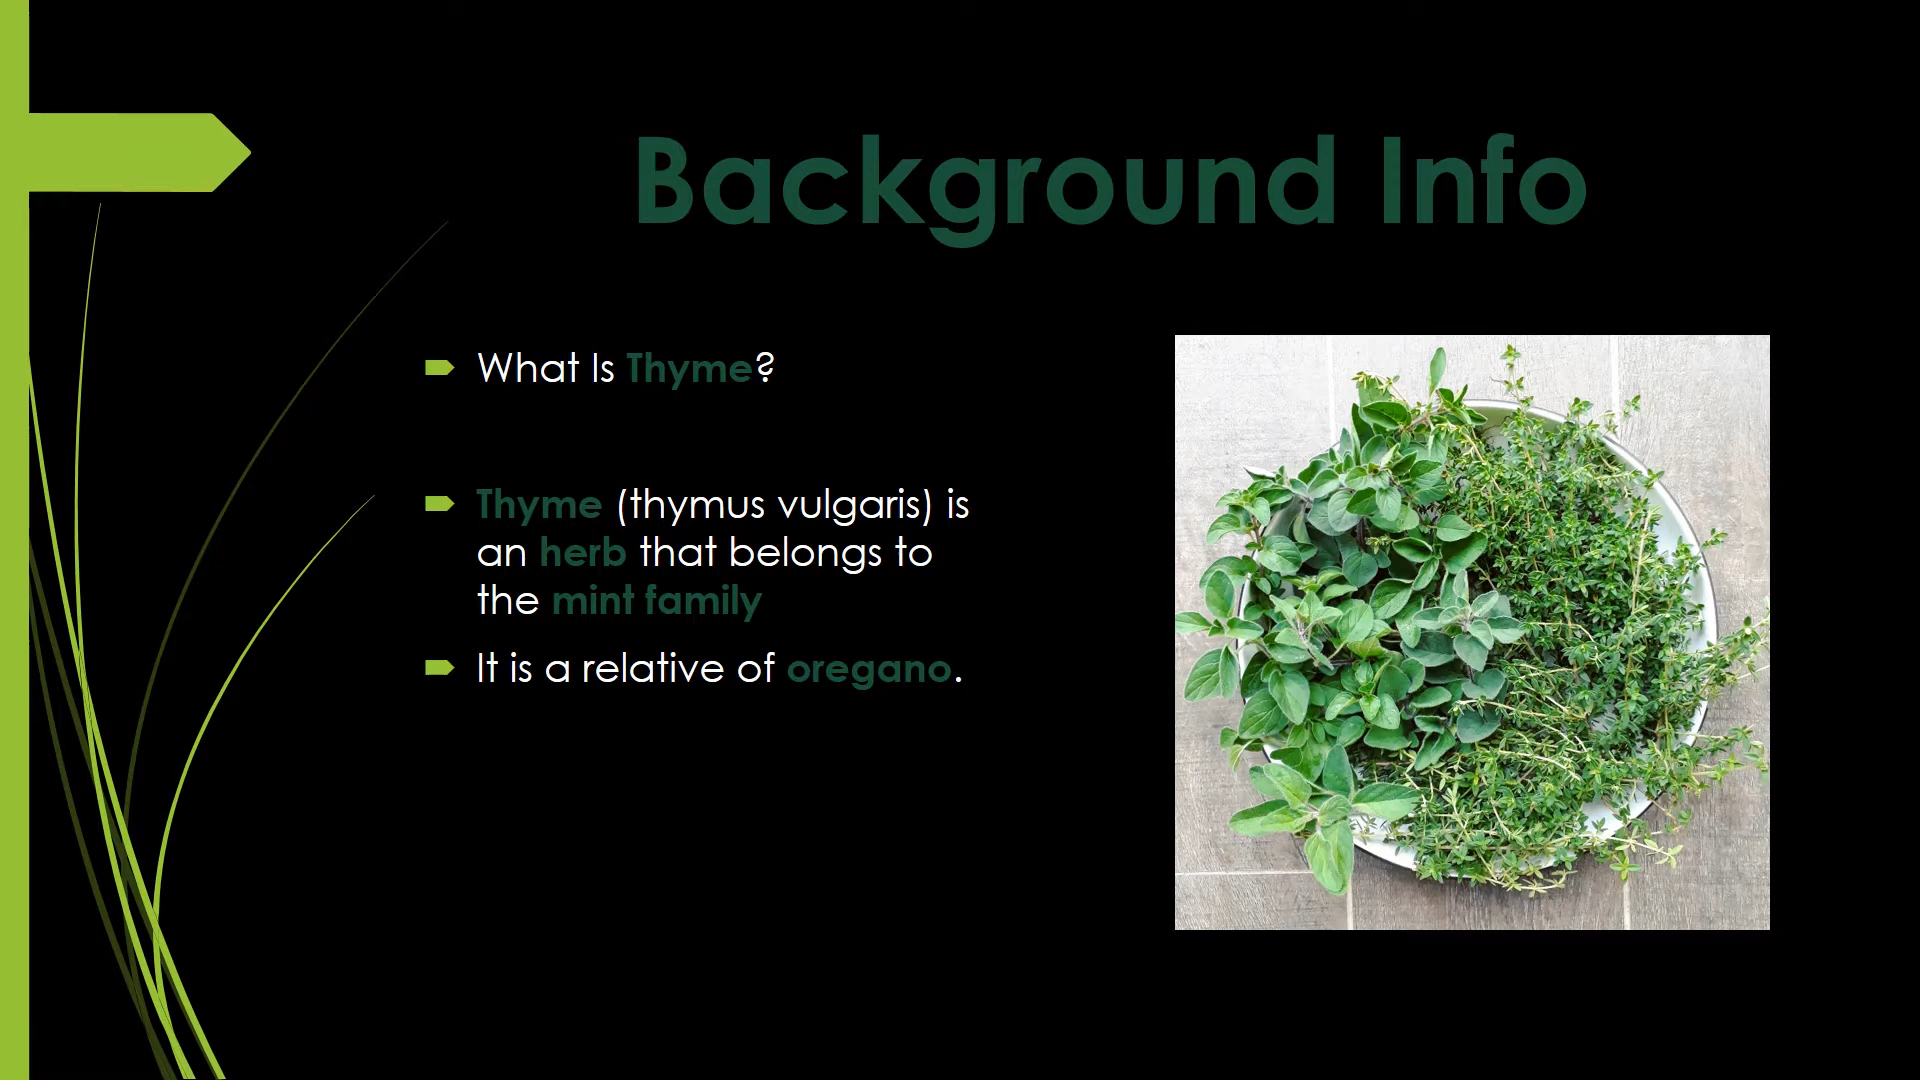 Background Info
What Is Thyme?
Thyme (thymus vulgaris) is
an herb that belongs to
the mint family
It is a relative of oregano.